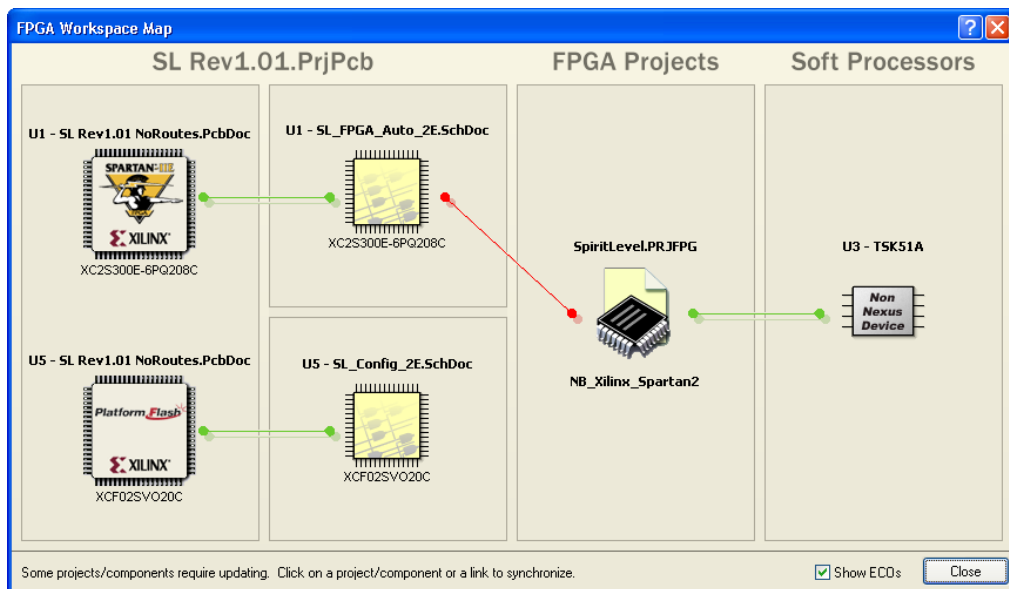 FPGA Workspace Map
SL Rev1.01.PrjPcb
FPGA Projects
Soft Processors
U1 - SL Rev1.01 NoRoutes.PcbDoc
SPARTAN-IIE
FPGA
XILINX®
XC2S300E-6PQ208C
U1 - SL_FPGA_Auto_2E.SchDoc
XC2S300E-6PQ208C
U5 - SL Rev1.01 NoRoutes.PcbDoc
Platform Flash
XILINX®
XCF02SVO20C
U5 - SL_Config_2E.SchDoc
XCF02SVO20C
SpiritLevel.PRJFPG
NB_Xilinx_Spartan2
U3 - TSK51A
Non
Nexus
Device
Some projects/components require updating. Click on a project/component or a link to synchronize.
Show ECOs
Close